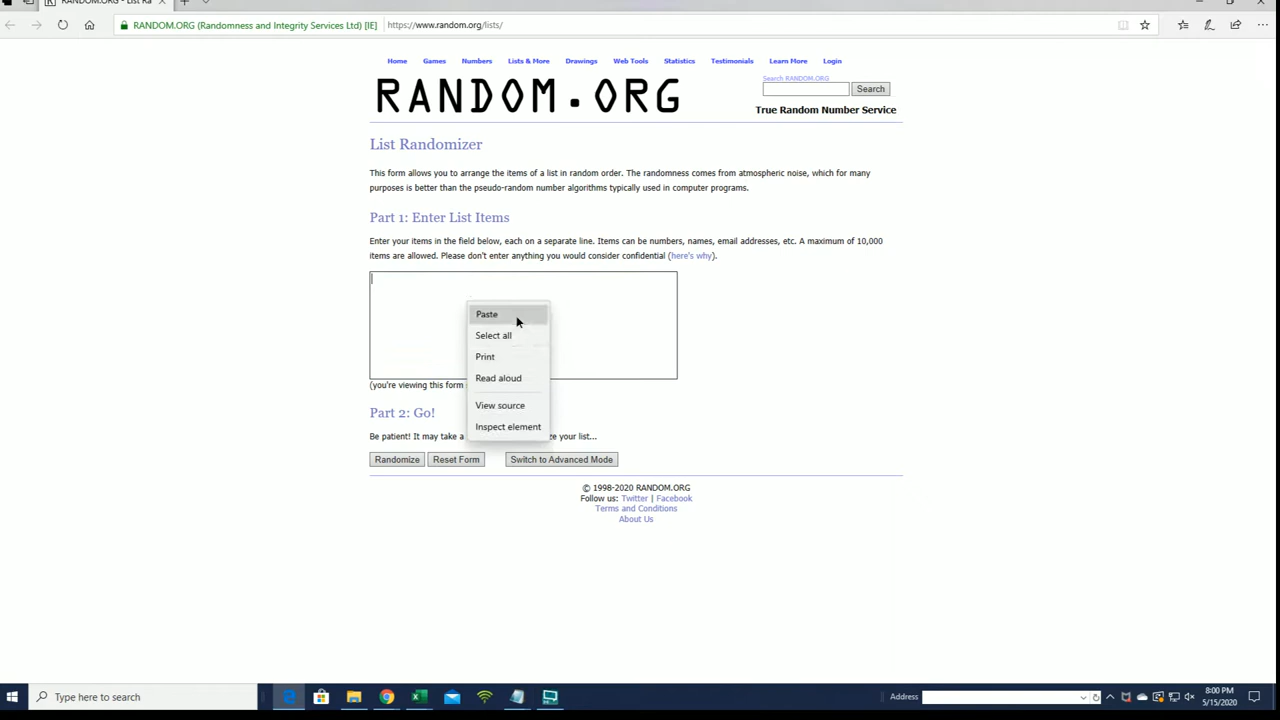 RANDOM.ORG - List Ra
RANDOM.ORG (Randomness and Integrity Services Ltd) [IE] https://www.random.org/lists/
Home Games Numbers Lists & More Drawings Web Tools Statistics Testimonials Learn More Login
RANDOM.ORG
Search RANDOM.ORG
Search
True Random Number Service
List Randomizer
This form allows you to arrange the items of a list in random order. The randomness comes from atmospheric noise, which for many
purposes is better than the pseudo-random number algorithms typically used in computer programs.
Part 1: Enter List Items
Enter your items in the field below, each on a separate line. Items can be numbers, names, email addresses, etc. A maximum of 10,000
items are allowed. Please don't enter anything you would consider confidential (here's why).
Paste
Select all
Print
Read aloud
View source
Inspect element
(you're viewing this form
Part 2: Go!
Be patient! It may take a ze your list...
Randomize Reset Form Switch to Advanced Mode
© 1998-2020 RANDOM.ORG
Follow us: Twitter | Facebook
Terms and Conditions
About Us
Type here to search
Address
8:00 PM
5/15/2020